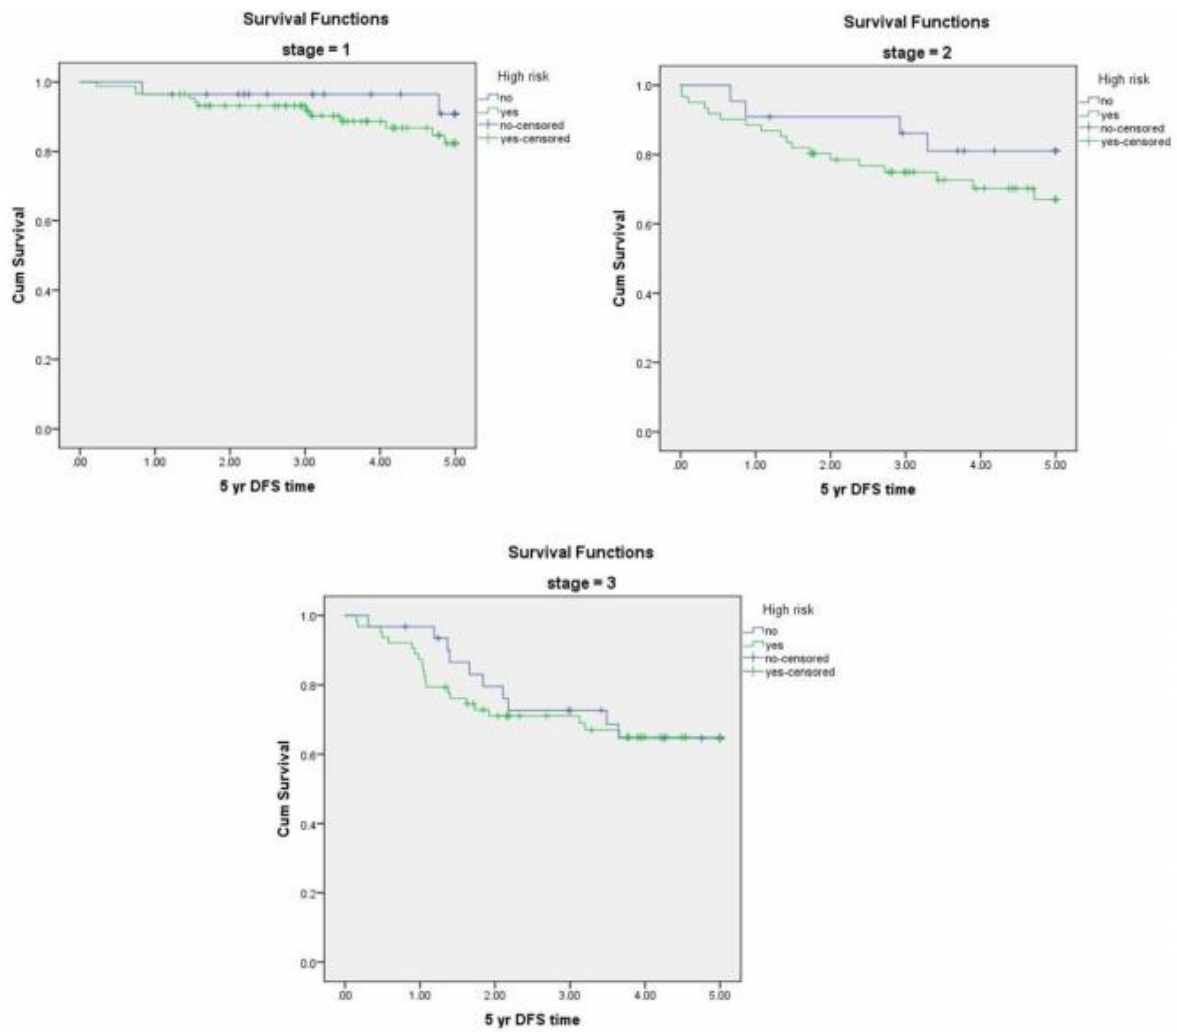 Survival Functions
stage = 1
High risk
no
yes
no-censored
yes-censored
1.0
0.8
0.6
0.4
0.2
0.0
Cum Survival
.00 1.00 2.00 3.00 4.00 5.00
5 yr DFS time
Survival Functions
stage = 2
High risk
no
yes
no-censored
yes-censored
1.0
0.8
0.6
0.4
0.2
0.0
Cum Survival
.00 1.00 2.00 3.00 4.00 5.00
5 yr DFS time
Survival Functions
stage = 3
High risk
no
yes
no-censored
yes-censored
1.0
0.8
0.6
0.4
0.2
0.0
Cum Survival
.00 1.00 2.00 3.00 4.00 5.00
5 yr DFS time